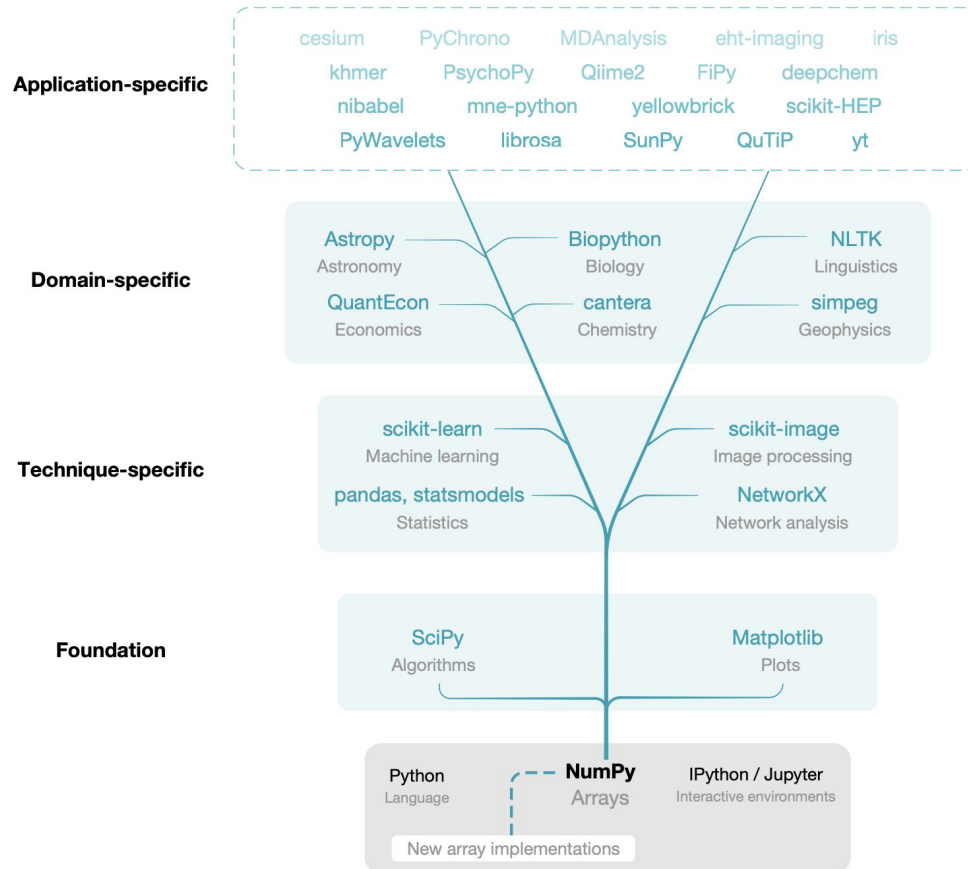 cesium PyChrono MDAnalysis eht-imaging iris
Application-specific
khmer PsychoPy Qiime2 FiPy deepchem
nibabel mne-python yellowbrick scikit-HEP
PyWavelets librosa SunPy QuTiP yt
Astropy Biopython NLTK
Astronomy Biology Linguistics
Domain-specific
QuantEcon cantera simpeg
Economics Chemistry Geophysics
scikit-learn scikit-image
Machine learning Image processing
Technique-specific
pandas, statsmodels NetworkX
Statistics Network analysis
SciPy Matplotlib
Foundation
Algorithms Plots
Python NumPy IPython / Jupyter
Language Arrays Interactive environments
New array implementations